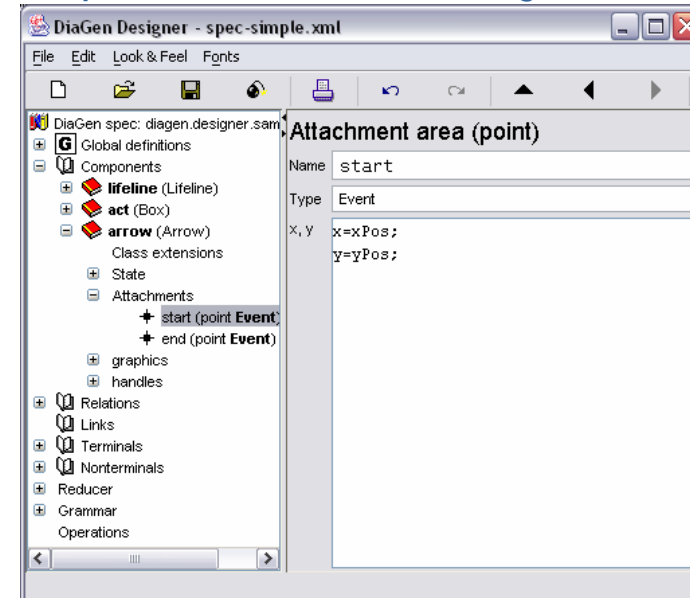 DiaGen Designer - spec-simple.xml
File Edit Look & Feel Fonts
DiaGen spec: diagen.designer.sam
G Global definitions
Components
lifeline (Lifeline)
act (Box)
arrow (Arrow)
Class extensions
State
Attachments
start (point Event)
end (point Event)
graphics
handles
Relations
Links
Terminals
Nonterminals
Reducer
Grammar
Operations
Attachment area (point)
Name start
Type Event
x, y x=xPos;
y=yPos;